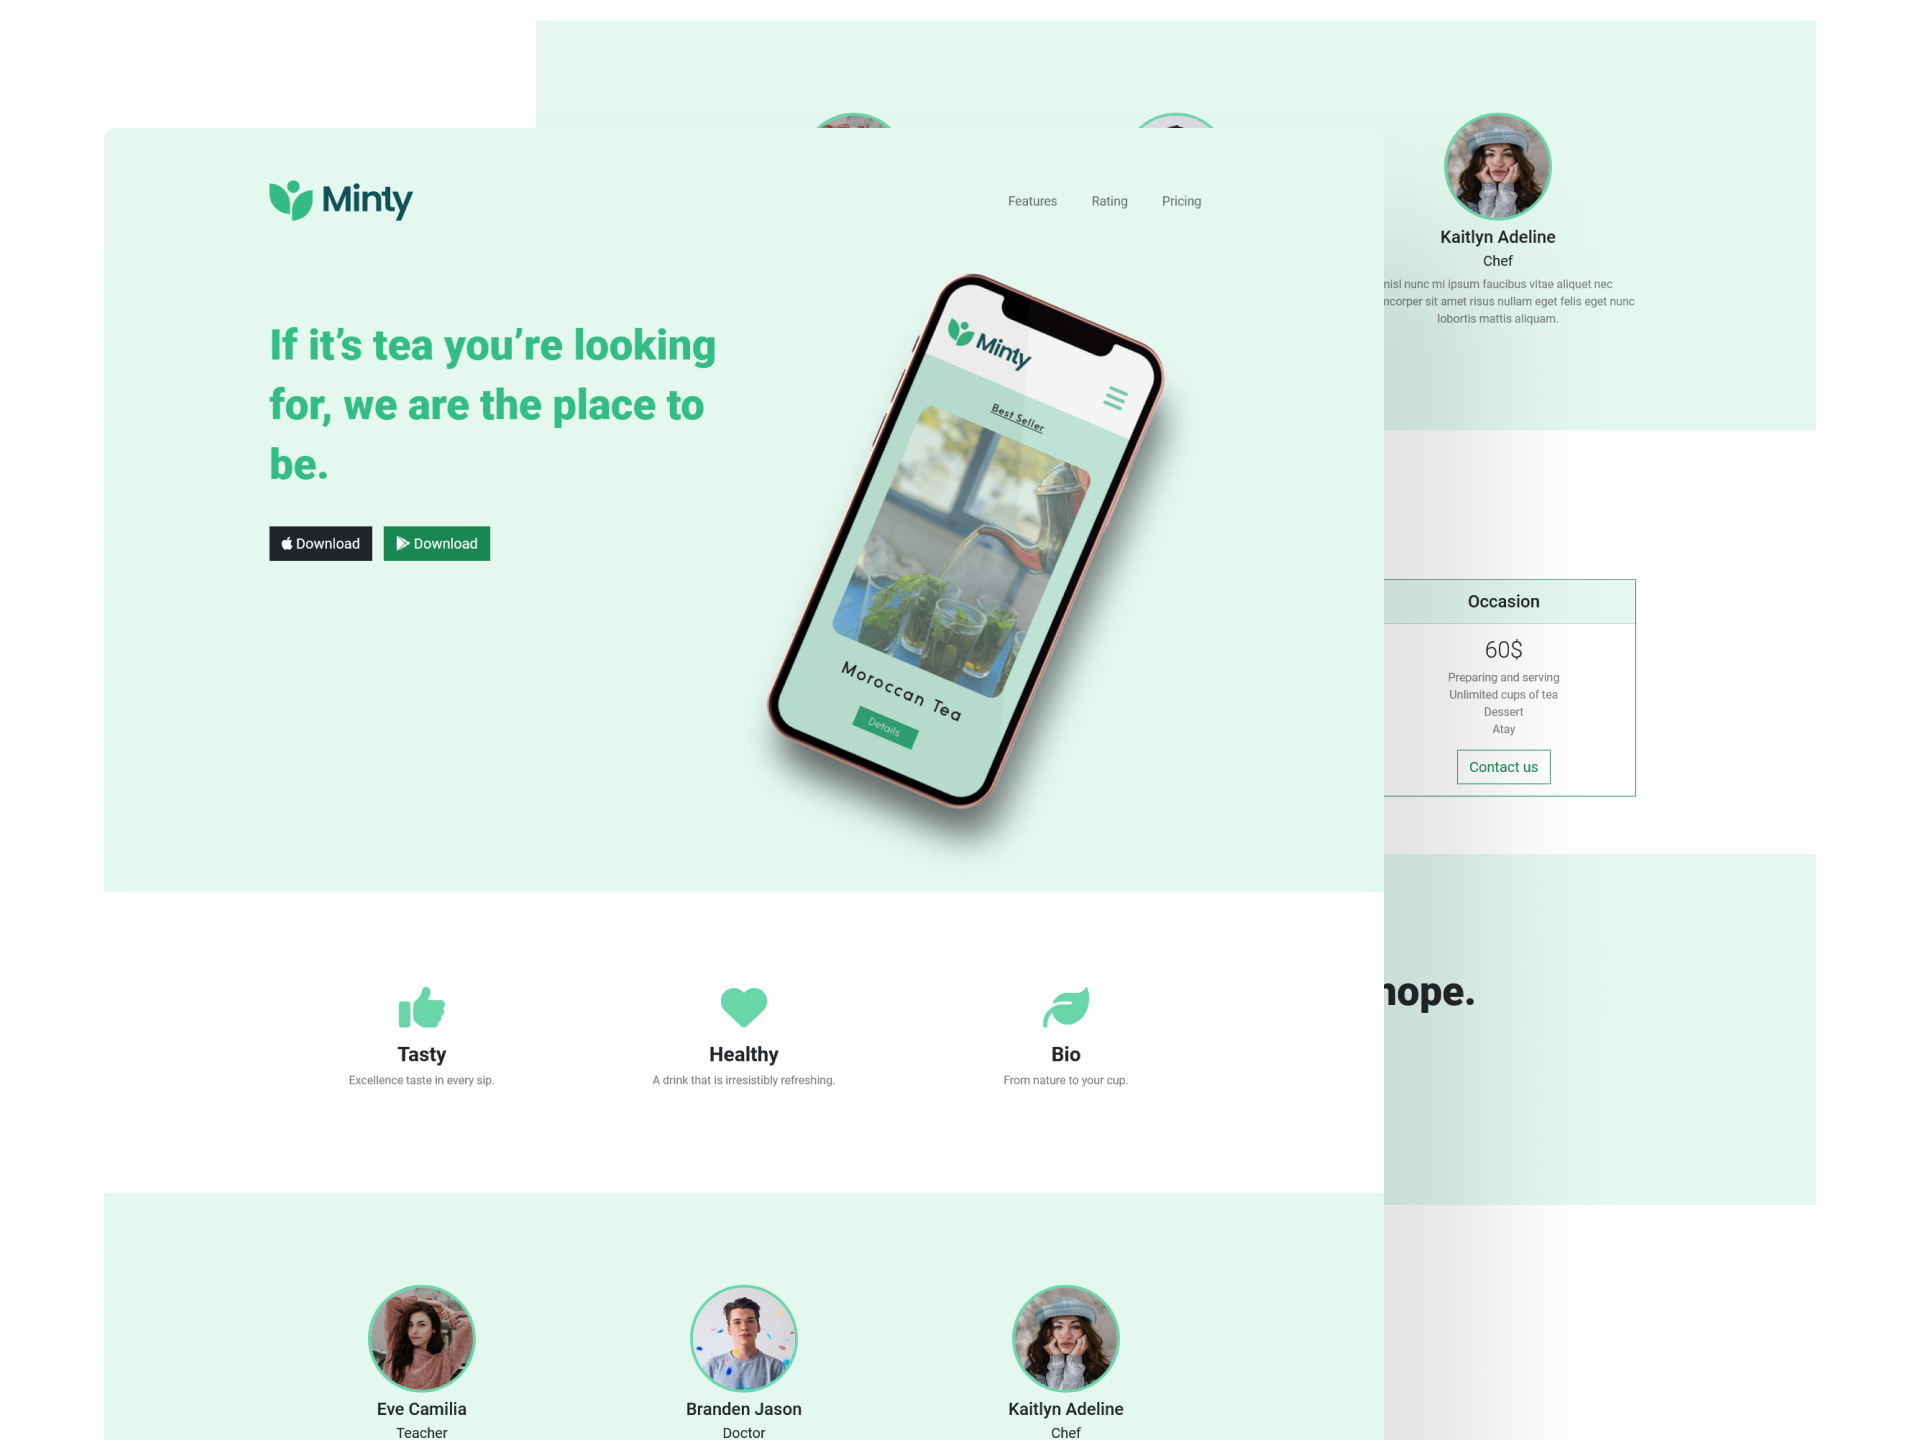 Minty
Features
Rating
Pricing
If it’s tea you’re looking
for, we are the place to
be.
Download
Download
Minty
Best Seller
Moroccan Tea
Details
Tasty
Excellence taste in every sip.
Healthy
A drink that is irresistibly refreshing.
Bio
From nature to your cup.
Eve Camilia
Teacher
Branden Jason
Doctor
Kaitlyn Adeline
Chef
Kaitlyn Adeline
Chef
nisl nunc mi ipsum faucibus vitae aliquet nec
sit amet risus nullam eget felis eget nunc
lobortis mattis aliquam.
Occasion
60$
Preparing and serving
Unlimited cups of tea
Dessert
Atay
Contact us